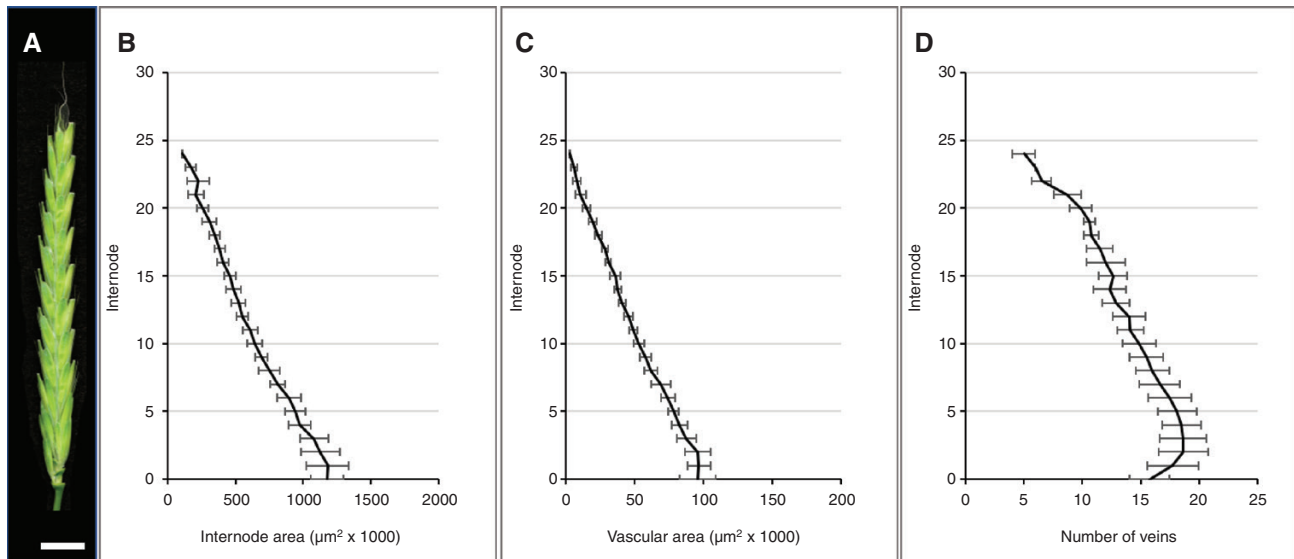 A
B
30
25
20
15
10
5
0
Internode
0 500 1000 1500 2000
Internode area (µm² x 1000)
C
30
25
20
15
10
5
0
Internode
0 50 100 150 200
Vascular area (µm² x 1000)
D
30
25
20
15
10
5
0
Internode
0 5 10 15 20 25
Number of veins